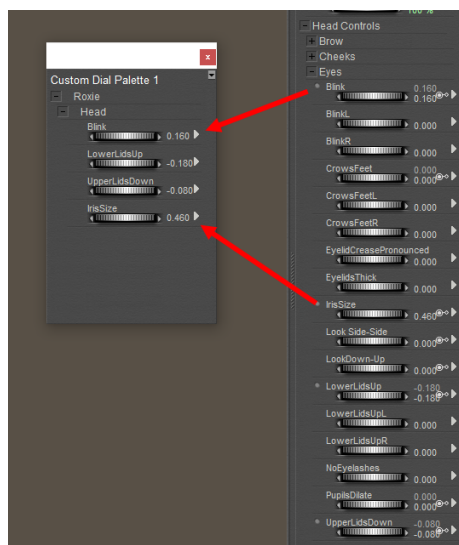 x
Custom Dial Palette 1
Roxie
Head
Blink
0.160
LowerLidsUp
-0.180
UpperLidsDown
-0.080
IrisSize
0.460
100 %
Head Controls
Brow
Cheeks
Eyes
Blink
0.160
0.160
BlinkL
0.000
BlinkR
0.000
CrowsFeet
0.000
0.000
CrowsFeetL
0.000
CrowsFeetR
0.000
EyelidCreasePronounced
0.000
EyelidsThick
0.000
IrisSize
0.460
Look Side-Side
0.000
LookDown-Up
0.000
LowerLidsUp
-0.180
-0.180
LowerLidsUpL
0.000
LowerLidsUpR
0.000
NoEyelashes
0.000
PupilsDilate
0.000
0.000
UpperLidsDown
-0.080
-0.080